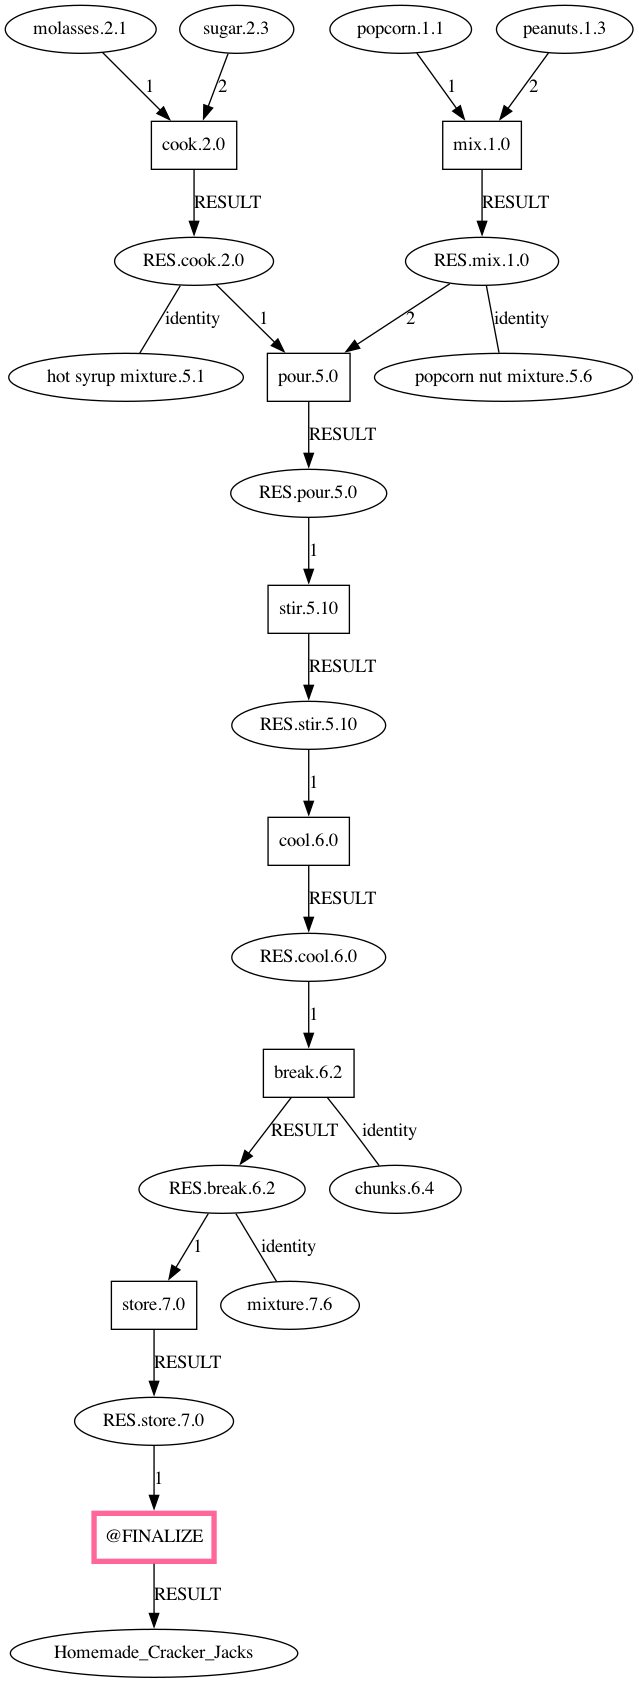 molasses.2.1
sugar.2.3
popcorn.1.1
peanuts.1.3
1
2
1
2
cook.2.0
mix.1.0
RESULT
RESULT
RES.cook.2.0
RES.mix.1.0
identity
1
2
identity
hot syrup mixture.5.1
pour.5.0
popcorn nut mixture.5.6
RESULT
RES.pour.5.0
1
stir.5.10
RESULT
RES.stir.5.10
1
cool.6.0
RESULT
RES.cool.6.0
1
break.6.2
RESULT
identity
RES.break.6.2
chunks.6.4
1
identity
store.7.0
mixture.7.6
RESULT
RES.store.7.0
1
@FINALIZE
RESULT
Homemade_Cracker_Jacks